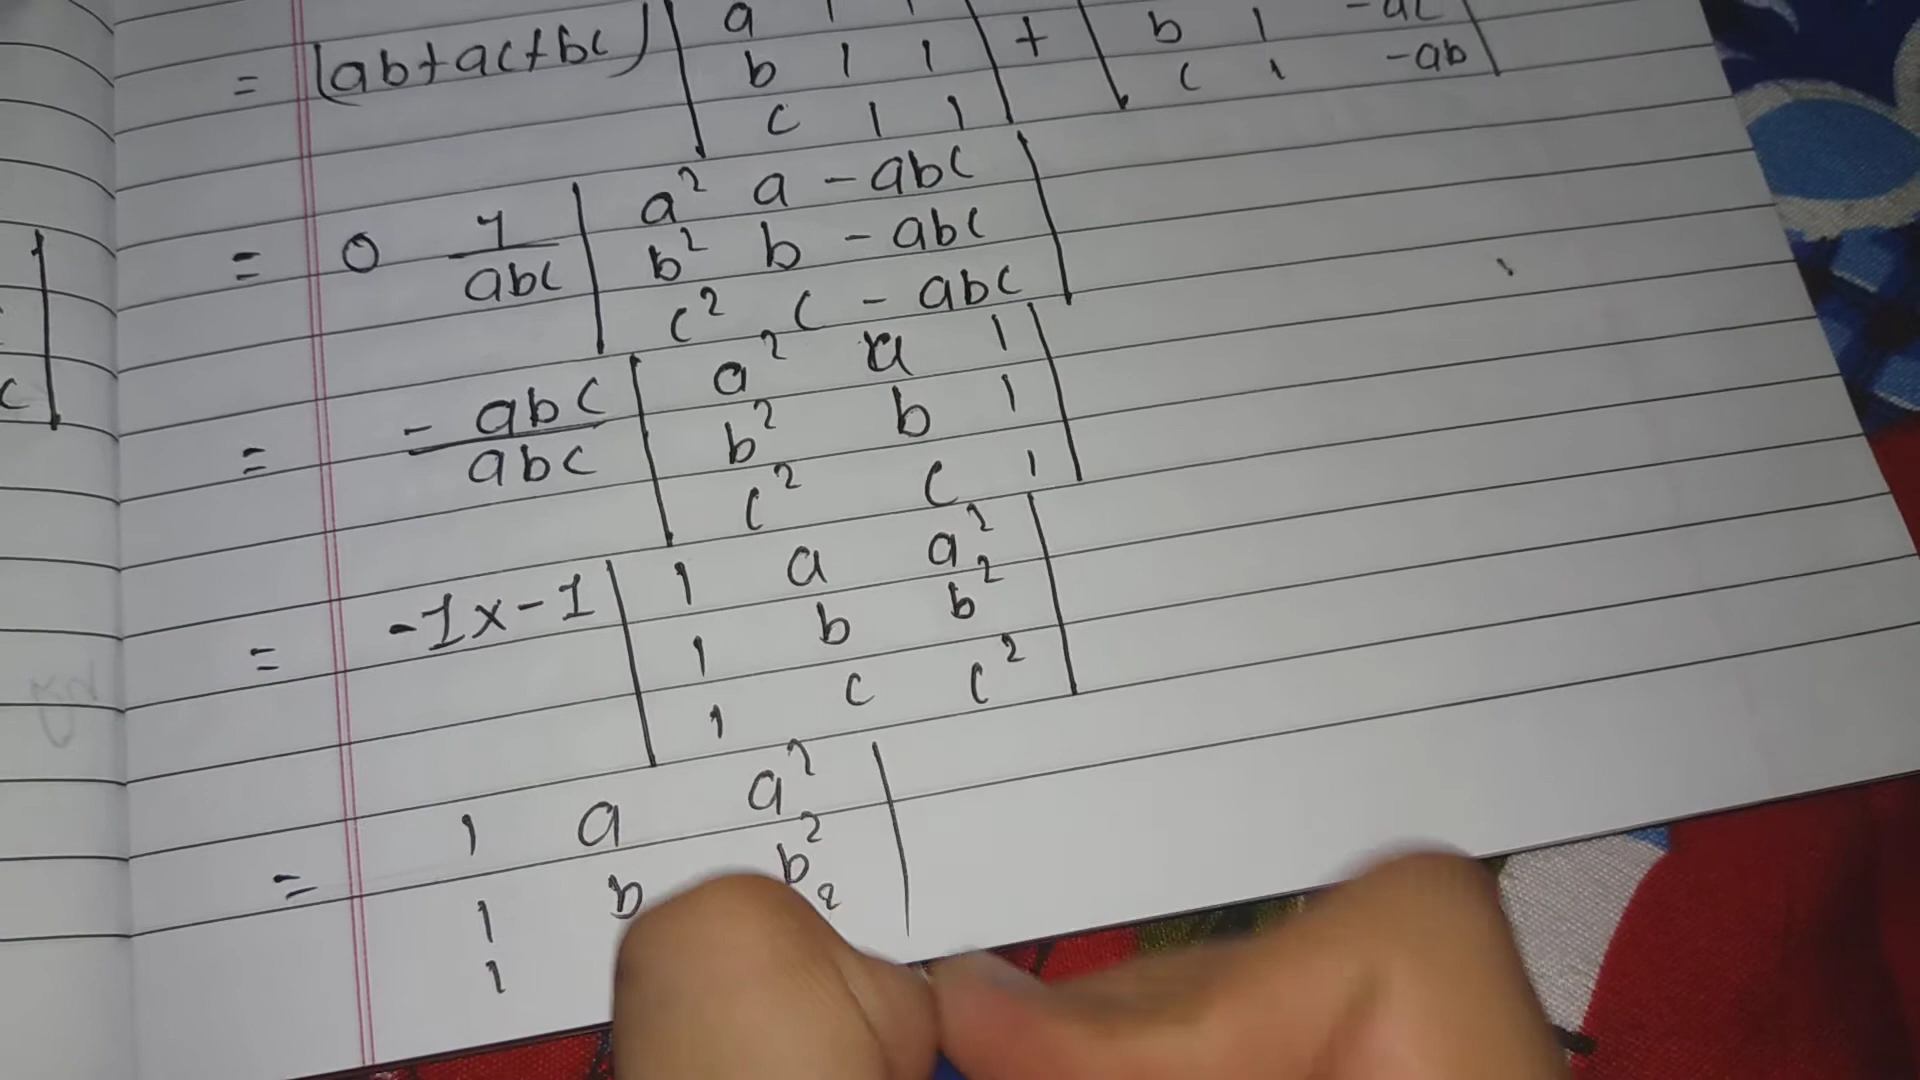 a 1 1
= (ab+ac+bc) | b 1 1 | + | b 1 -ac
c 1 1 | c 1 -ab |
a² a - abc
= 0 1/abc | b² b - abc |
c² c - abc
a² a 1
= - abc/abc | b² b 1 |
c² c 1
1 a a²
= -1x-1 | 1 b b² |
1 c c²
1 a a²
= 1 b b² |
1 2
c